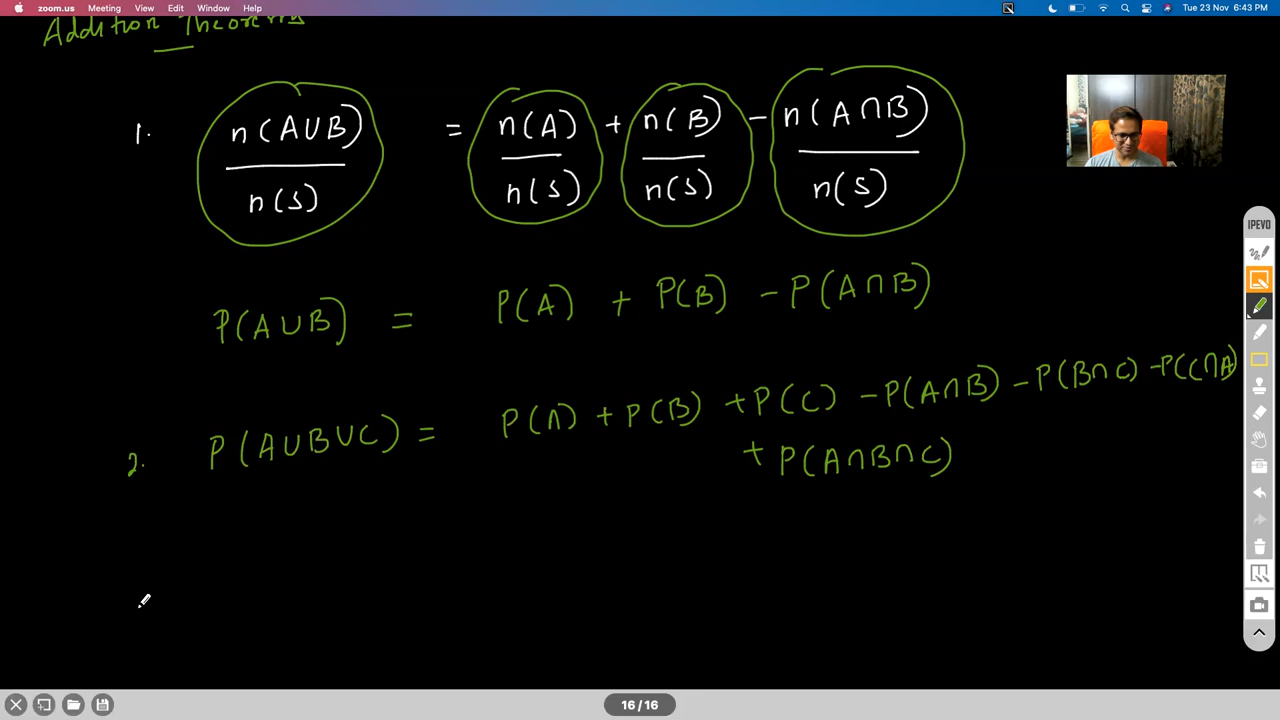 zoom.us Meeting View Edit Window Help Tue 23 Nov 6:43 PM
Addition Theorems
IPEVO
1. n(A∪B)/n(S) = n(A)/n(S) + n(B)/n(S) - n(A∩B)/n(S)
P(A∪B) = P(A) + P(B) - P(A∩B)
2. P(A∪B∪C) = P(A) + P(B) + P(C) - P(A∩B) - P(B∩C) - P(C∩A)
+ P(A∩B∩C)
16/16